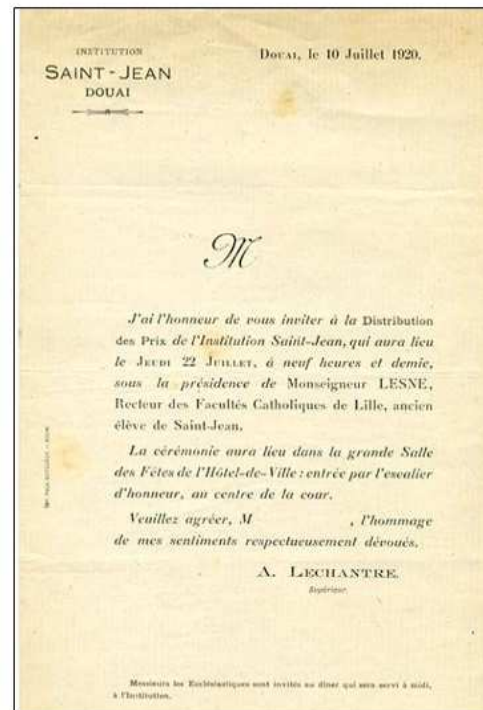 INSTITUTION
SAINT-JEAN
DOUAI
DOUAI, le 10 Juillet 1920.
M
J'ai l'honneur de vous inviter à la Distribution
des Prix de l'Institution Saint-Jean, qui aura lieu
le JEUDI 22 JUILLET, à neuf heures et demie,
sous la présidence de Monseigneur LESNE,
Recteur des Facultés Catholiques de Lille, ancien
élève de Saint-Jean.
La cérémonie aura lieu dans la grande Salle
des Fêtes de l'Hôtel-de-Ville : entrée par l'escalier
d'honneur, au centre de la cour.
Veuillez agréer, M , l'hommage
de mes sentiments respectueusement dévoués.
A. LECHANTRE.
Supérieur.
Messieurs les Ecclésiastiques sont invités au dîner qui sera servi à midi,
à l'Institution.